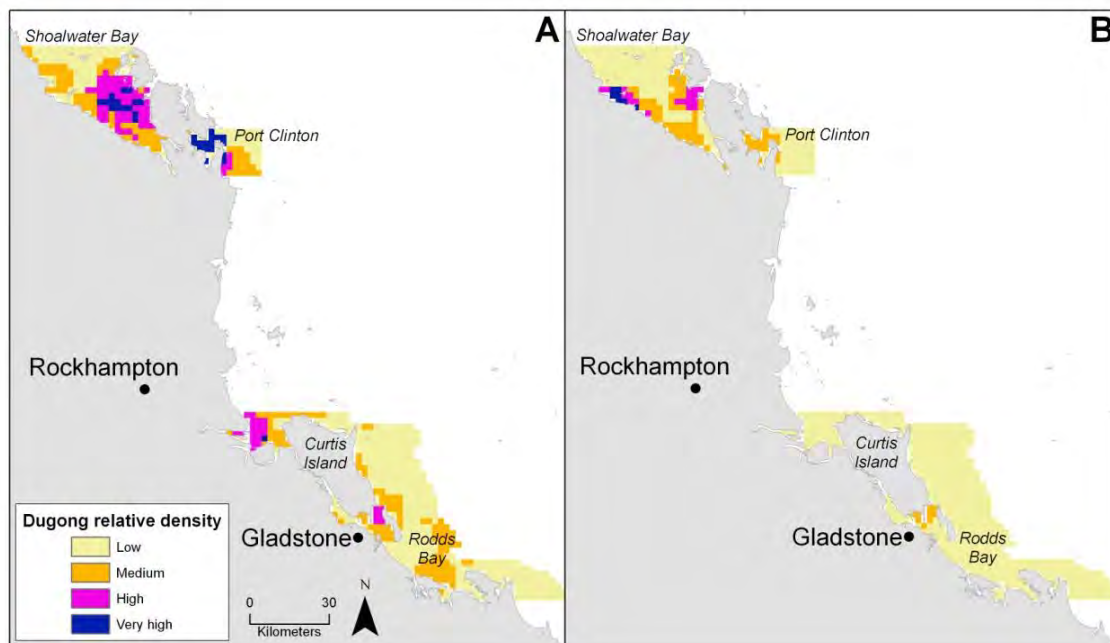 A
Shoalwater Bay
Port Clinton
Rockhampton
Curtis
Island
Gladstone
Rodds
Bay
Dugong relative density
Low
Medium
High
Very high
N
0 30
Kilometers
B
Shoalwater Bay
Port Clinton
Rockhampton
Curtis
Island
Gladstone
Rodds
Bay